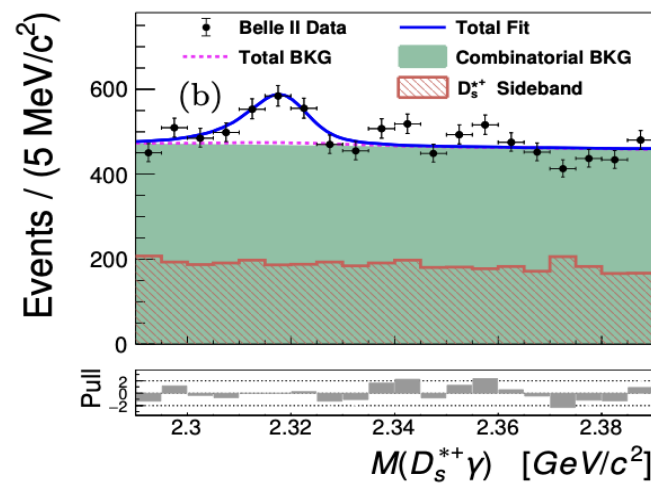 Belle II Data
Total Fit
Total BKG
Combinatorial BKG
D_s^{*+} Sideband
(b)
Events / (5 MeV/c²)
600
400
200
0
Pull
2
0
−2
2.3
2.32
2.34
2.36
2.38
M(D_s^{*+}γ) [GeV/c²]